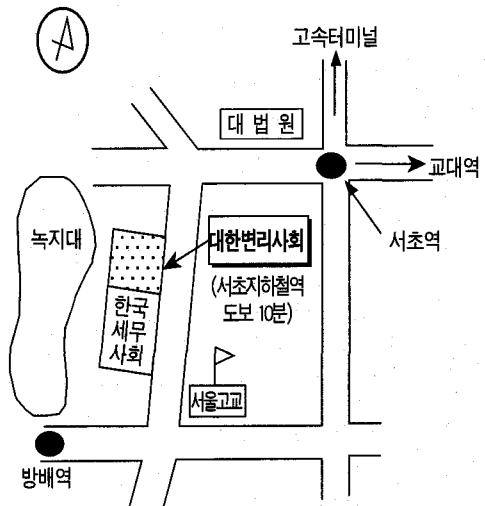 고속터미널
대 법 원
교대역
서초역
녹지대
대한변리사회
(서초지하철역
도보 10분)
한국
세무
사회
서울고교
방배역